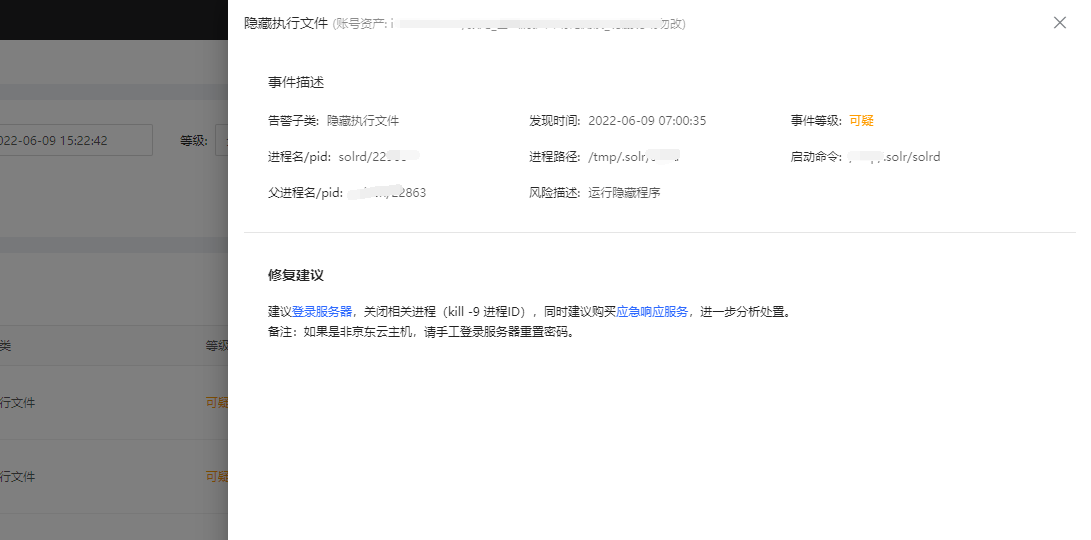 隐藏执行文件 (账号资产: i 勿改)
022-06-09 15:22:42
等级:
类
等级
行文件
可疑
行文件
可疑
事件描述
告警子类: 隐藏执行文件
发现时间: 2022-06-09 07:00:35
事件等级: 可疑
进程名/pid: solrd/22
进程路径: /tmp/.solr/
启动命令: /.solr/solrd
父进程名/pid: /22863
风险描述: 运行隐藏程序
修复建议
建议登录服务器，关闭相关进程（kill -9 进程ID），同时建议购买应急响应服务，进一步分析处置。
备注：如果是非京东云主机，请手工登录服务器重置密码。